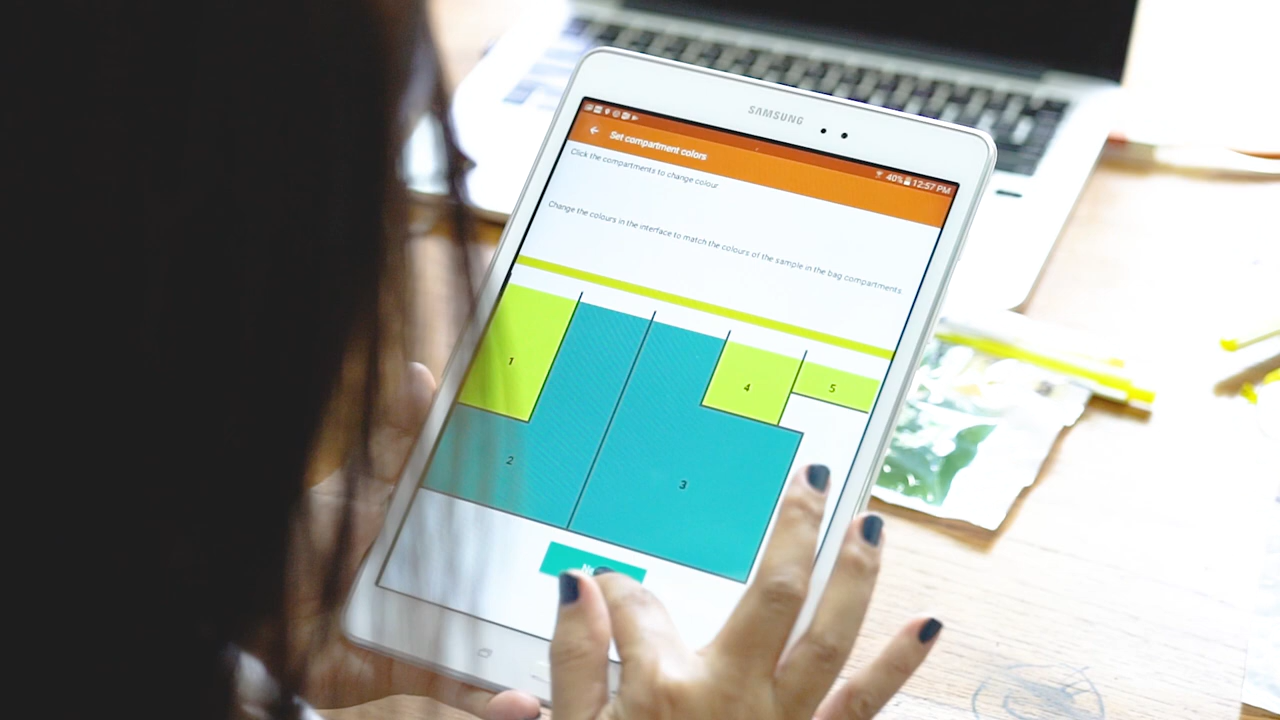 SAMSUNG
40% 12:57 PM
Set compartment colors
Click the compartments to change colour
Change the colours in the interface to match the colours of the sample in the bag compartments.
1
4
5
2
3